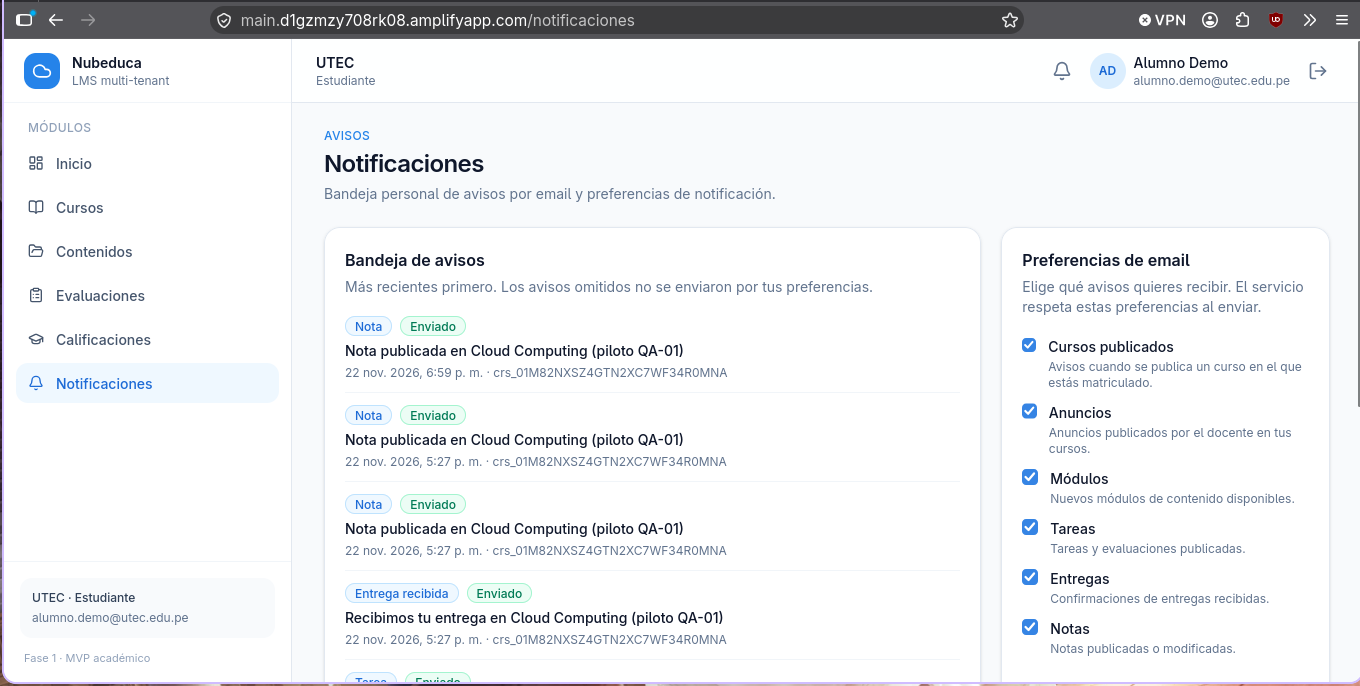 main.d1gzmzy708rk08.amplifyapp.com/notificaciones
VPN
Nubeduca
LMS multi-tenant
UTEC
Estudiante
AD
Alumno Demo
alumno.demo@utec.edu.pe
MÓDULOS
Inicio
Cursos
Contenidos
Evaluaciones
Calificaciones
Notificaciones
UTEC · Estudiante
alumno.demo@utec.edu.pe
Fase 1 · MVP académico
AVISOS
Notificaciones
Bandeja personal de avisos por email y preferencias de notificación.
Bandeja de avisos
Más recientes primero. Los avisos omitidos no se enviaron por tus preferencias.
Nota Enviado
Nota publicada en Cloud Computing (piloto QA-01)
22 nov. 2026, 6:59 p. m. · crs_01M82NXSZ4GTN2XC7WF34R0MNA
Nota Enviado
Nota publicada en Cloud Computing (piloto QA-01)
22 nov. 2026, 5:27 p. m. · crs_01M82NXSZ4GTN2XC7WF34R0MNA
Nota Enviado
Nota publicada en Cloud Computing (piloto QA-01)
22 nov. 2026, 5:27 p. m. · crs_01M82NXSZ4GTN2XC7WF34R0MNA
Entrega recibida Enviado
Recibimos tu entrega en Cloud Computing (piloto QA-01)
22 nov. 2026, 5:27 p. m. · crs_01M82NXSZ4GTN2XC7WF34R0MNA
Tarea Enviado
Preferencias de email
Elige qué avisos quieres recibir. El servicio
respeta estas preferencias al enviar.
Cursos publicados
Avisos cuando se publica un curso en el que
estás matriculado.
Anuncios
Anuncios publicados por el docente en tus
cursos.
Módulos
Nuevos módulos de contenido disponibles.
Tareas
Tareas y evaluaciones publicadas.
Entregas
Confirmaciones de entregas recibidas.
Notas
Notas publicadas o modificadas.